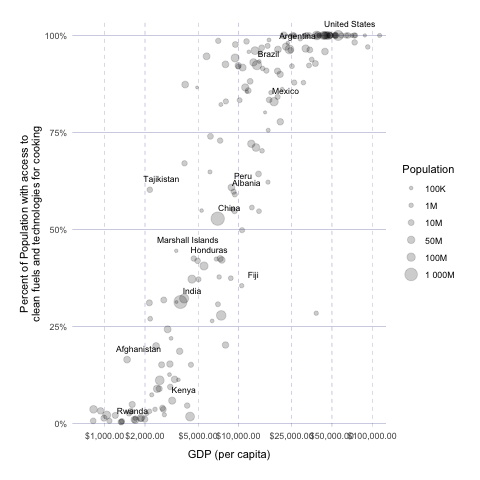 United States
100%
Argentina
Brazil
Mexico
75%
Peru
Tajikistan
Albania
China
50%
Marshall Islands
Honduras
Fiji
India
25%
Afghanistan
Kenya
Rwanda
0%
$1,000.00
$2,000.00
$5,000.00
$10,000.00
$25,000.00
$50,000.00
$100,000.00
GDP (per capita)
Percent of Population with access to
clean fuels and technologies for cooking
Population
100K
1M
10M
50M
100M
1 000M